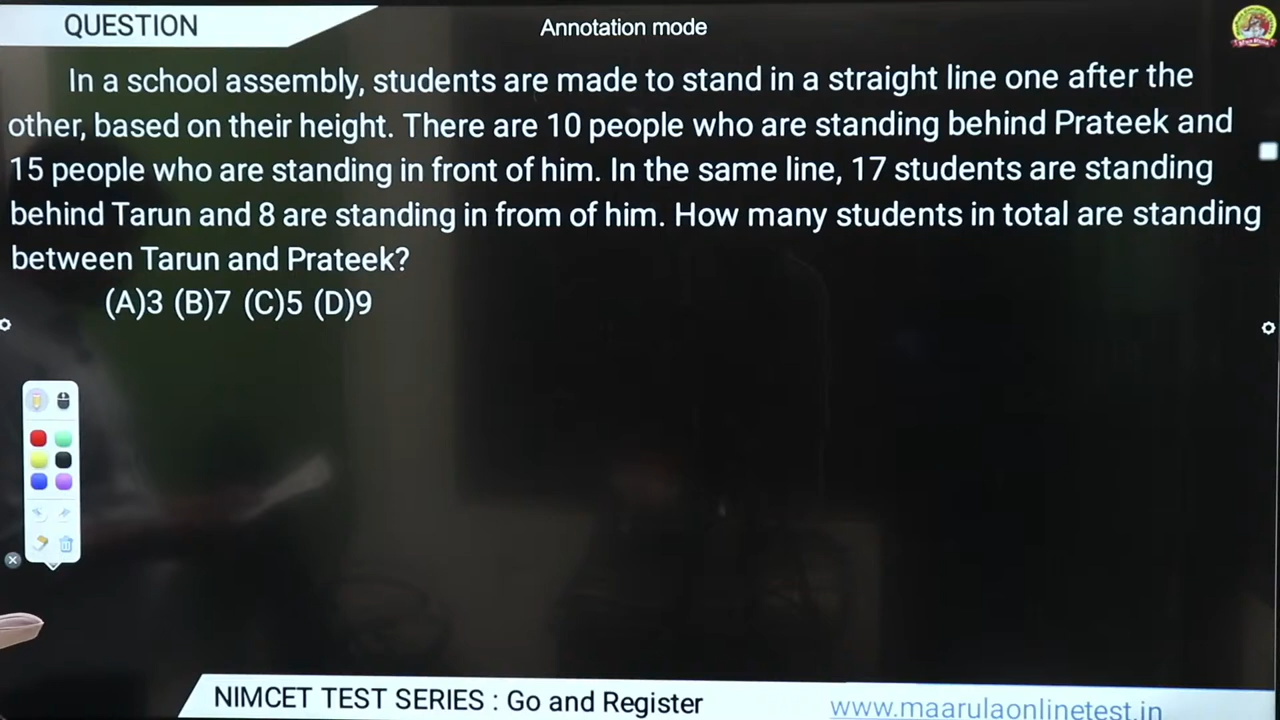 QUESTION
Annotation mode
In a school assembly, students are made to stand in a straight line one after the
other, based on their height. There are 10 people who are standing behind Prateek and
15 people who are standing in front of him. In the same line, 17 students are standing
behind Tarun and 8 are standing in from of him. How many students in total are standing
between Tarun and Prateek?
(A)3 (B)7 (C)5 (D)9
NIMCET TEST SERIES : Go and Register
www.maarulaonlinetest.in